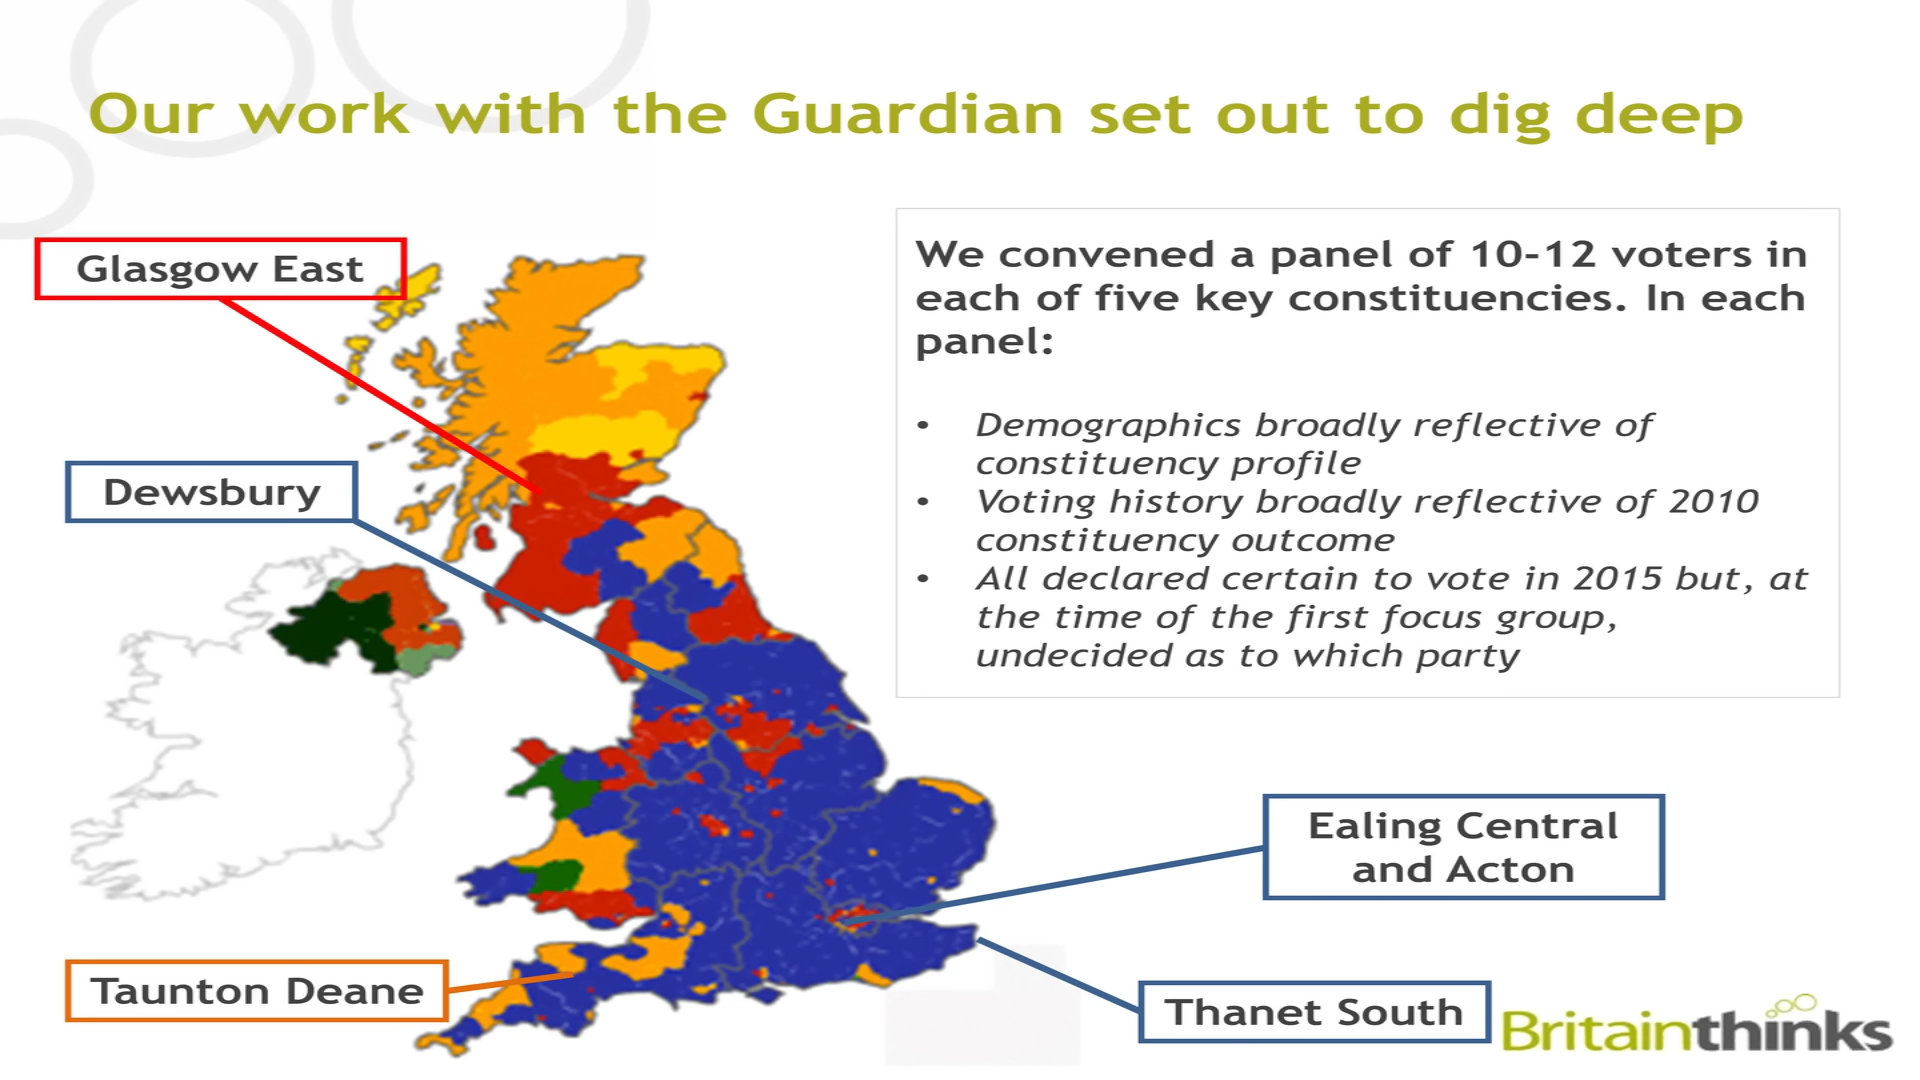 Our work with the Guardian set out to dig deep
Glasgow East
We convened a panel of 10-12 voters in
each of five key constituencies. In each
panel:
• Demographics broadly reflective of
constituency profile
• Voting history broadly reflective of 2010
constituency outcome
• All declared certain to vote in 2015 but, at
the time of the first focus group,
undecided as to which party
Dewsbury
Ealing Central
and Acton
Taunton Deane
Thanet South
Britainthinks